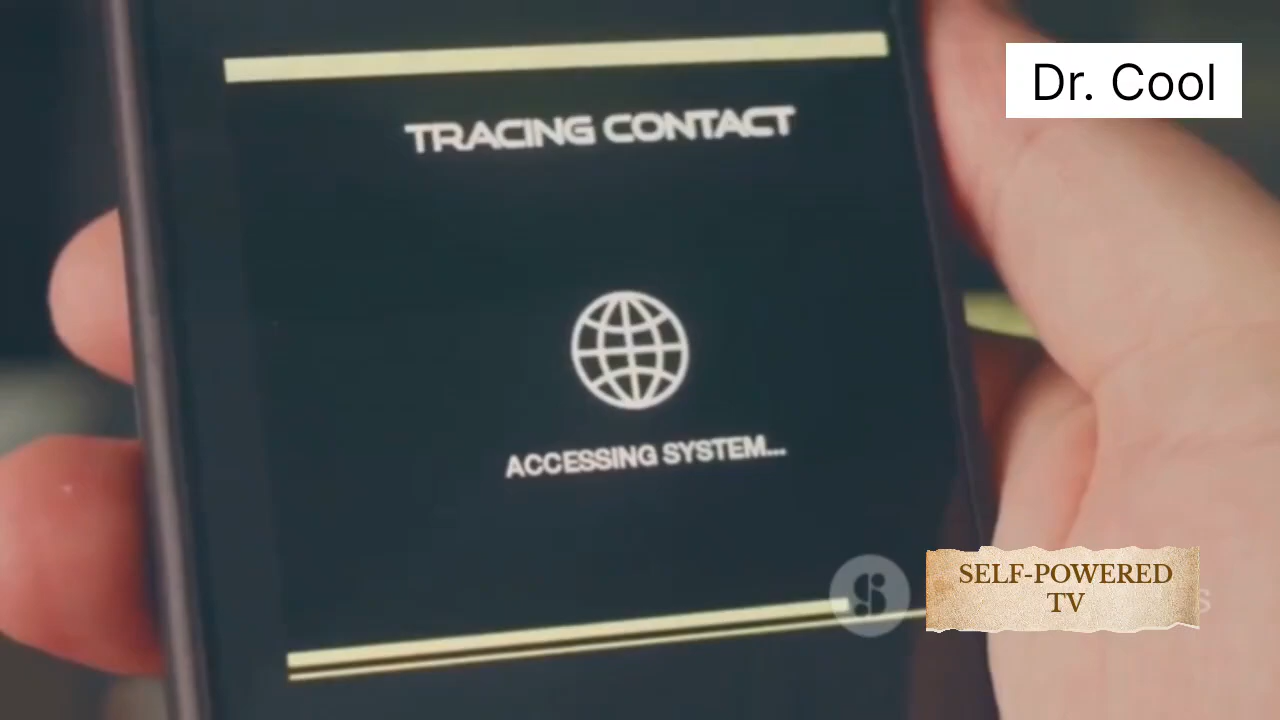 Dr. Cool
TRACING CONTACT
ACCESSING SYSTEM...
SELF-POWERED
TV